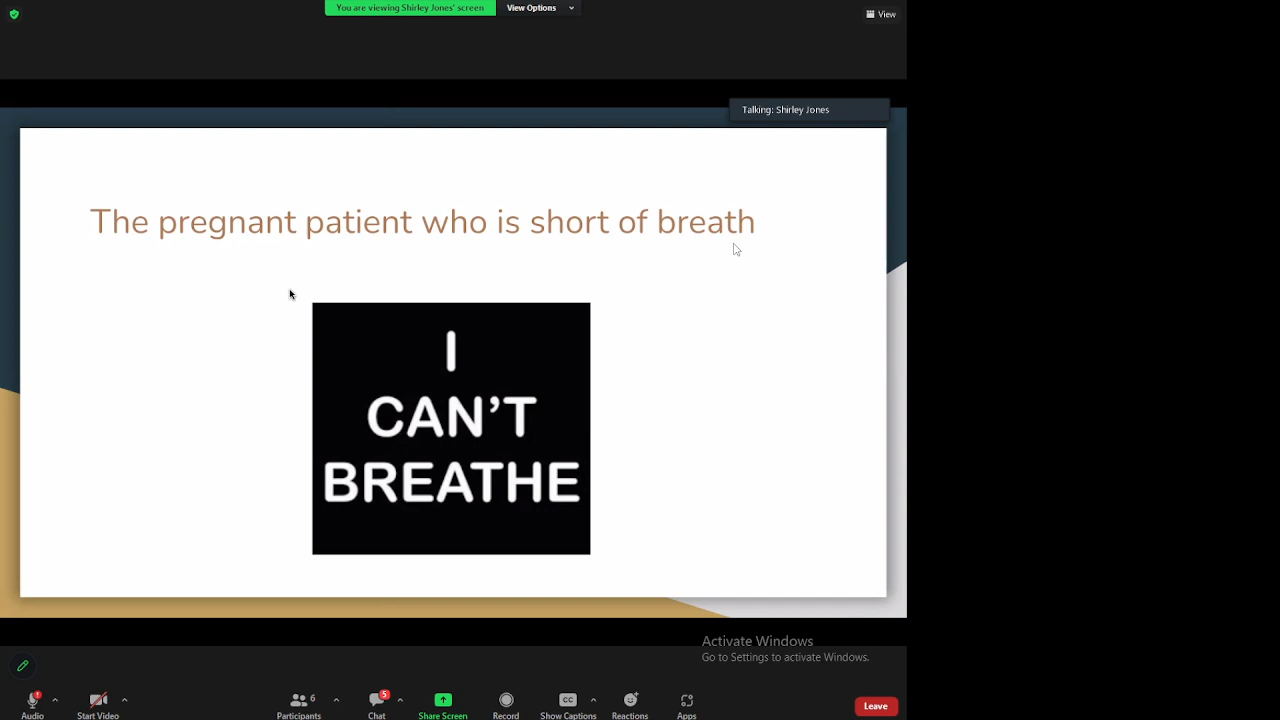 You are viewing Shirley Jones' screen
View Options
View
Talking: Shirley Jones
The pregnant patient who is short of breath
I
CAN'T
BREATHE
Activate Windows
Go to Settings to activate Windows.
Audio
Start Video
6
Participants
5
Chat
Share Screen
Record
CC
Show Captions
Reactions
Apps
Leave